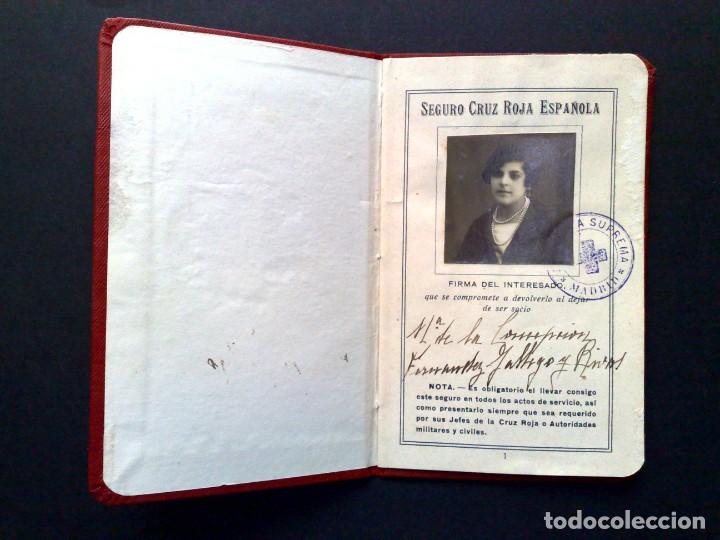 SEGURO CRUZ ROJA ESPAÑOLA
A SUPREMA
* MADRID *
FIRMA DEL INTERESADO,
que se compromete a devolverlo al dejar
de ser socio
Mª de la Concepcion
Fernandez Gallego y Rivas
NOTA. — Es obligatorio el llevar consigo
este seguro en todos los actos de servicio, así
como presentarlo siempre que sea requerido
por sus Jefes de la Cruz Roja o Autoridades
militares y civiles.
1
todocoleccion
todocoleccion.net